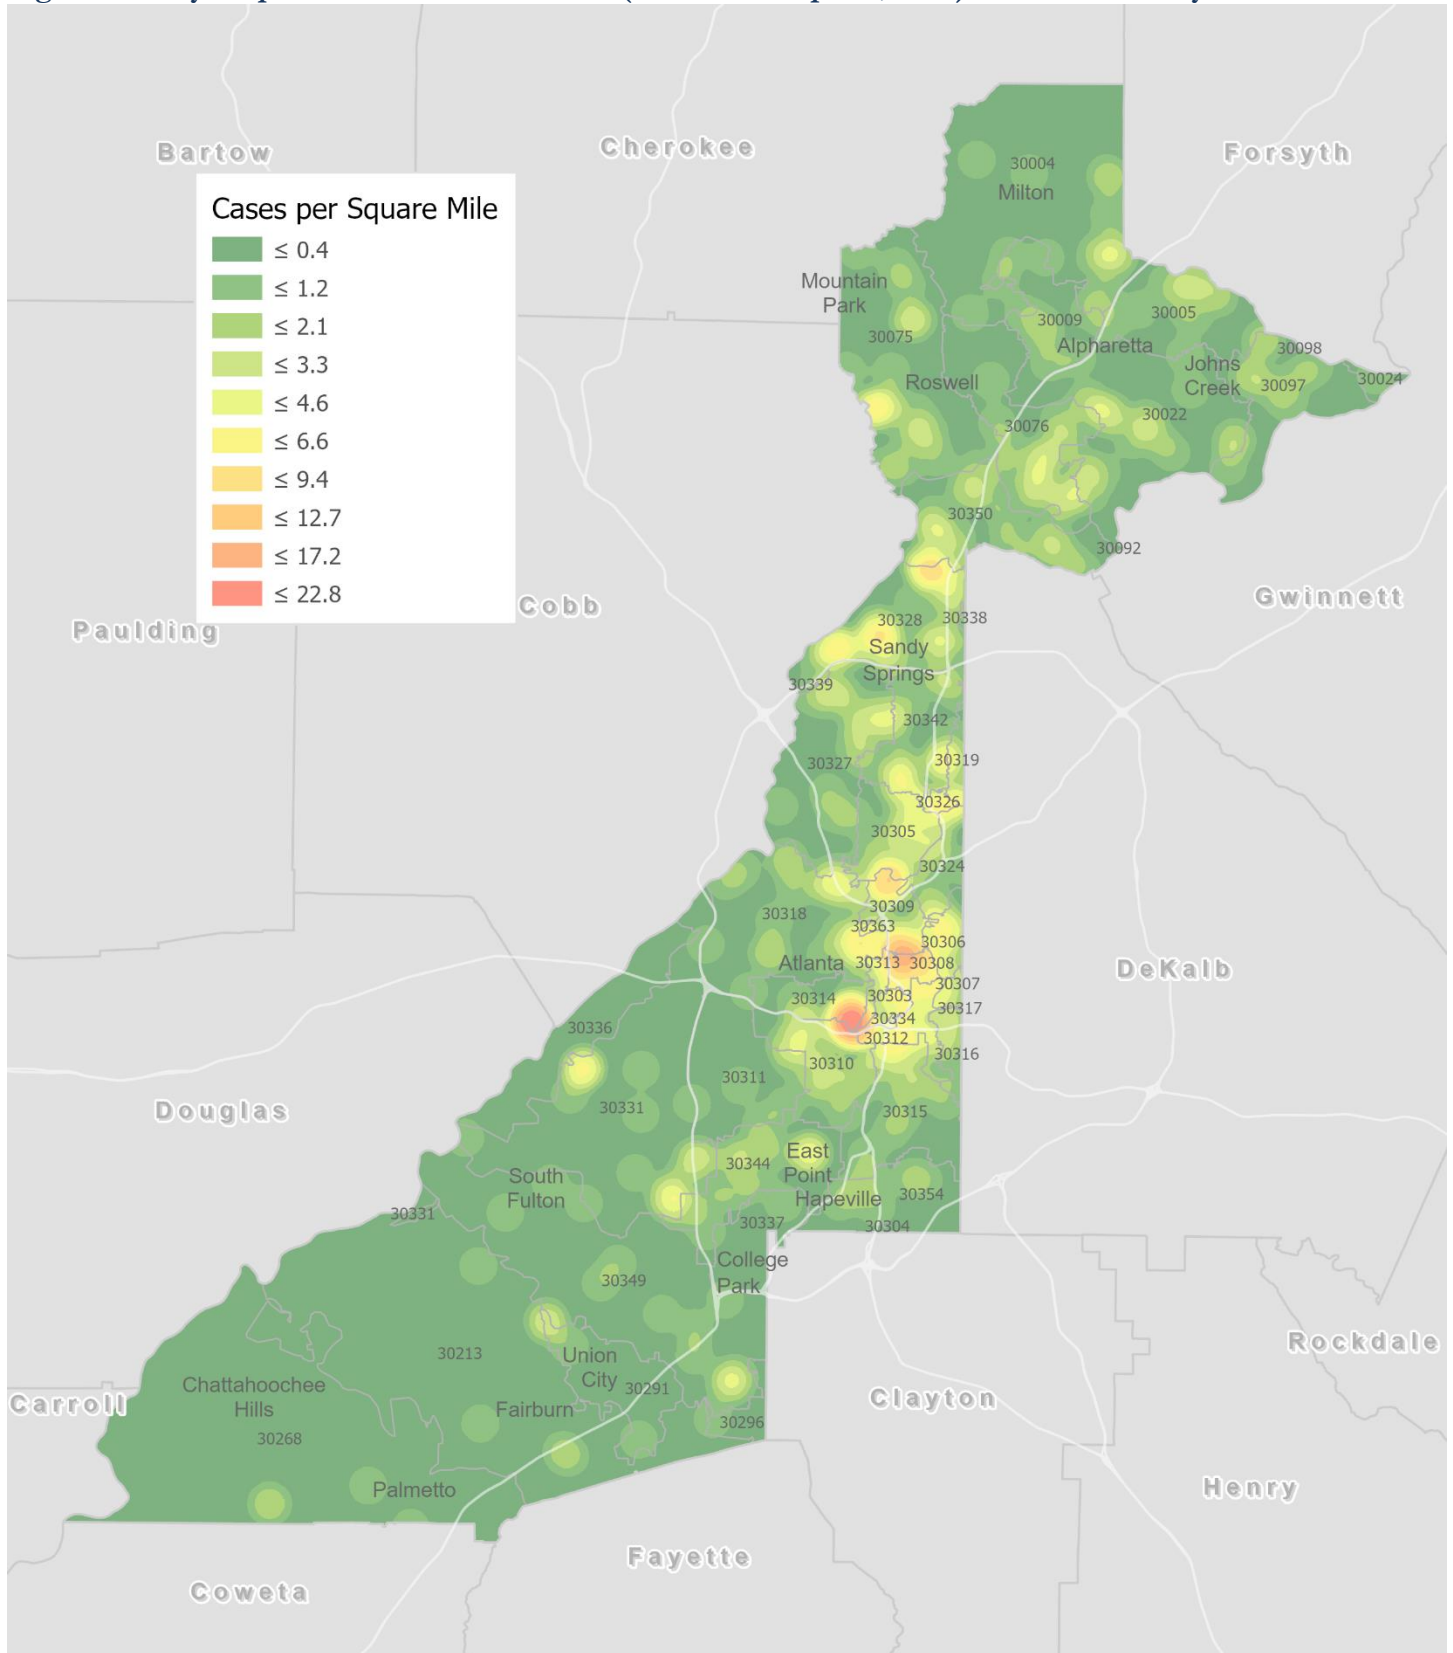 Bartow
Cherokee
Forsyth
30004
Milton
Cases per Square Mile
≤ 0.4
≤ 1.2
≤ 2.1
≤ 3.3
≤ 4.6
≤ 6.6
≤ 9.4
≤ 12.7
≤ 17.2
≤ 22.8
Mountain
Park
30075
30009
30005
Alpharetta
30098
Johns
Creek
30097
30024
Roswell
30022
30076
30350
30092
Paulding
Cobb
Gwinnett
30328
30338
Sandy
Springs
30339
30342
30327
30319
30326
30305
30324
30309
30318
30363
30306
Atlanta
30313
30308
DeKalb
30307
30314
30303
30317
30334
30336
30312
30316
30310
30311
Douglas
30331
30315
East
Point
30344
South
Fulton
Hapeville
30354
30331
30337
30304
College
Park
30349
Rockdale
30213
Union
City
30291
Chattahoochee
Hills
Carroll
Clayton
Fairburn
30296
30268
Palmetto
Henry
Fayette
Coweta